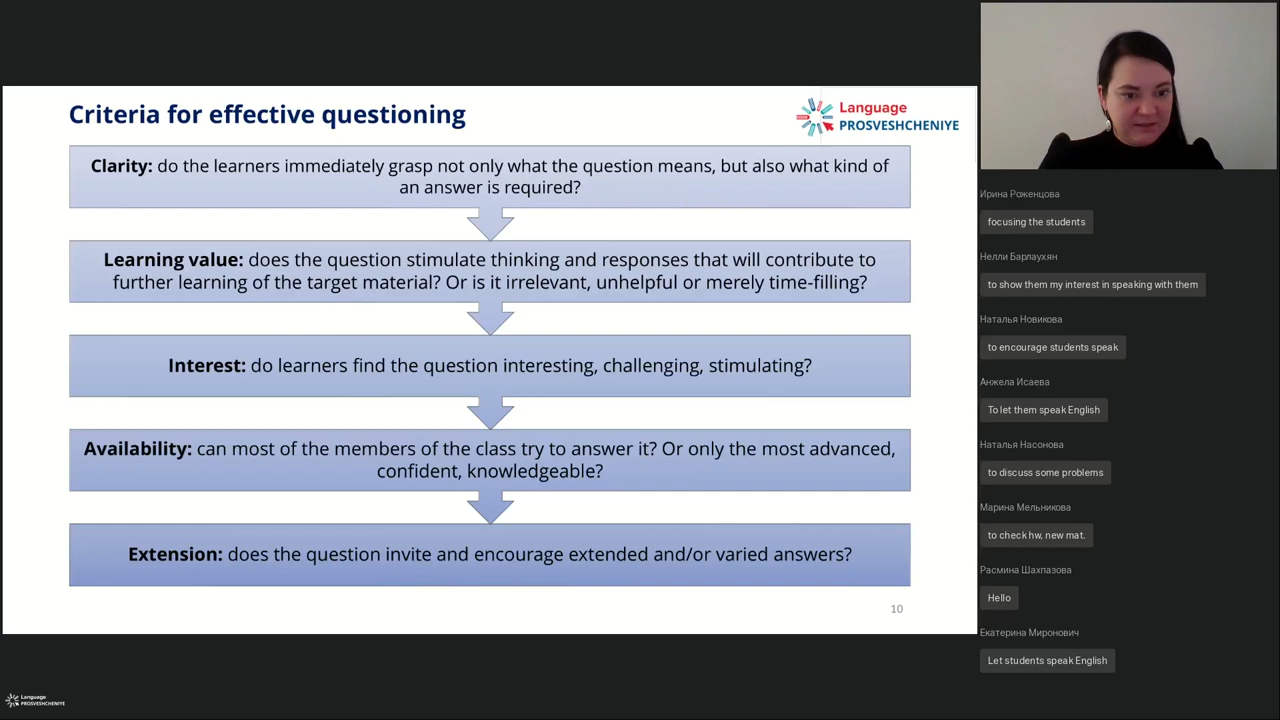 Criteria for effective questioning
Language
PROSVESHCHENIYE
Clarity: do the learners immediately grasp not only what the question means, but also what kind of
an answer is required?
Learning value: does the question stimulate thinking and responses that will contribute to
further learning of the target material? Or is it irrelevant, unhelpful or merely time-filling?
Interest: do learners find the question interesting, challenging, stimulating?
Availability: can most of the members of the class try to answer it? Or only the most advanced,
confident, knowledgeable?
Extension: does the question invite and encourage extended and/or varied answers?
10
Ирина Роженцова
focusing the students
Нелли Барлаухян
to show them my interest in speaking with them
Наталья Новикова
to encourage students speak
Анжела Исаева
To let them speak English
Наталья Насонова
to discuss some problems
Марина Мельникова
to check hw, new mat.
Расмина Шахпазова
Hello
Екатерина Миронович
Let students speak English
Language
PROSVESHCHENIYE